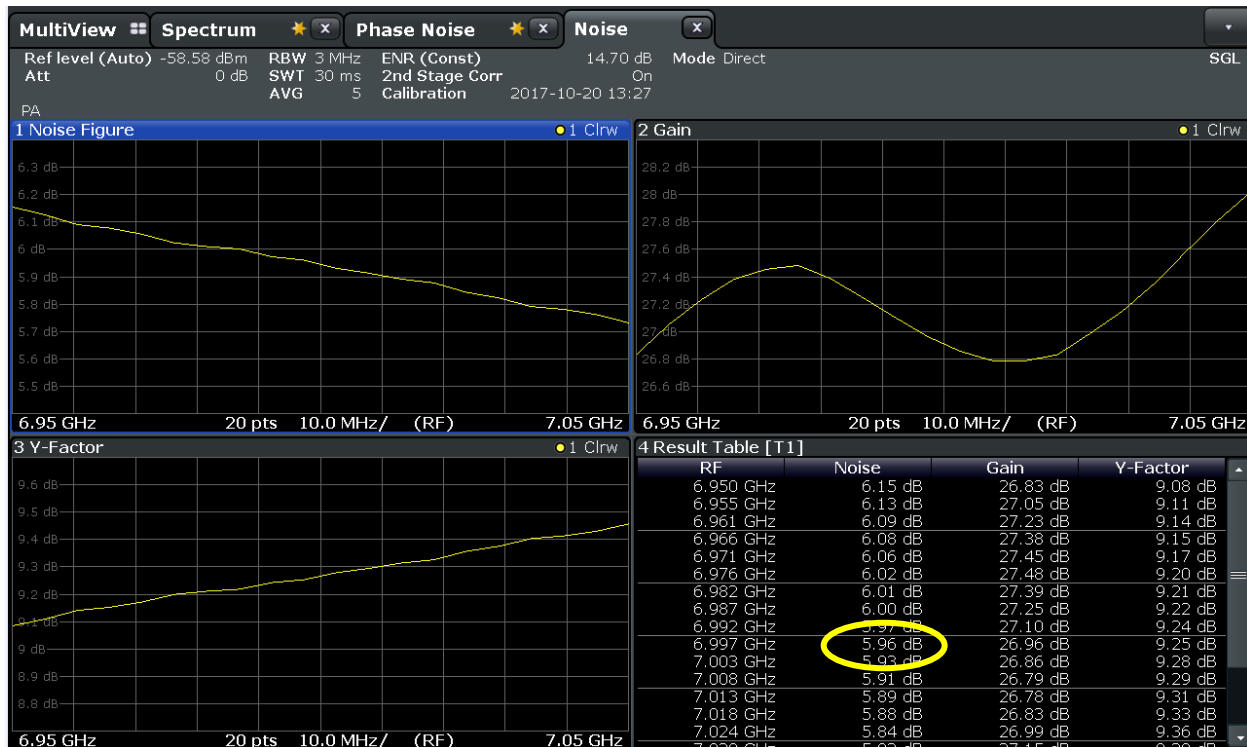 MultiView Spectrum x Phase Noise x Noise x
Ref level (Auto) -58.58 dBm RBW 3 MHz ENR (Const) 14.70 dB Mode Direct SGL
Att 0 dB SWT 30 ms 2nd Stage Corr On
AVG 5 Calibration 2017-10-20 13:27
PA
1 Noise Figure 1 Clrw
6.3 dB
6.2 dB
6.1 dB
6 dB
5.9 dB
5.8 dB
5.7 dB
5.6 dB
5.5 dB
6.95 GHz 20 pts 10.0 MHz/ (RF) 7.05 GHz
2 Gain 1 Clrw
28.2 dB
28 dB
27.8 dB
27.6 dB
27.4 dB
27.2 dB
27 dB
26.8 dB
26.6 dB
6.95 GHz 20 pts 10.0 MHz/ (RF) 7.05 GHz
3 Y-Factor 1 Clrw
9.6 dB
9.5 dB
9.4 dB
9.3 dB
9.2 dB
9.1 dB
9 dB
8.9 dB
8.8 dB
6.95 GHz 20 pts 10.0 MHz/ (RF) 7.05 GHz
4 Result Table [T1]
RF Noise Gain Y-Factor
6.950 GHz 6.15 dB 26.83 dB 9.08 dB
6.955 GHz 6.13 dB 27.05 dB 9.11 dB
6.961 GHz 6.09 dB 27.23 dB 9.14 dB
6.966 GHz 6.08 dB 27.38 dB 9.15 dB
6.971 GHz 6.06 dB 27.45 dB 9.17 dB
6.976 GHz 6.02 dB 27.48 dB 9.20 dB
6.982 GHz 6.01 dB 27.39 dB 9.21 dB
6.987 GHz 6.00 dB 27.25 dB 9.22 dB
6.992 GHz 5.97 dB 27.10 dB 9.24 dB
6.997 GHz 5.96 dB 26.96 dB 9.25 dB
7.003 GHz 5.93 dB 26.86 dB 9.28 dB
7.008 GHz 5.91 dB 26.79 dB 9.29 dB
7.013 GHz 5.89 dB 26.78 dB 9.31 dB
7.018 GHz 5.88 dB 26.83 dB 9.33 dB
7.024 GHz 5.84 dB 26.99 dB 9.36 dB